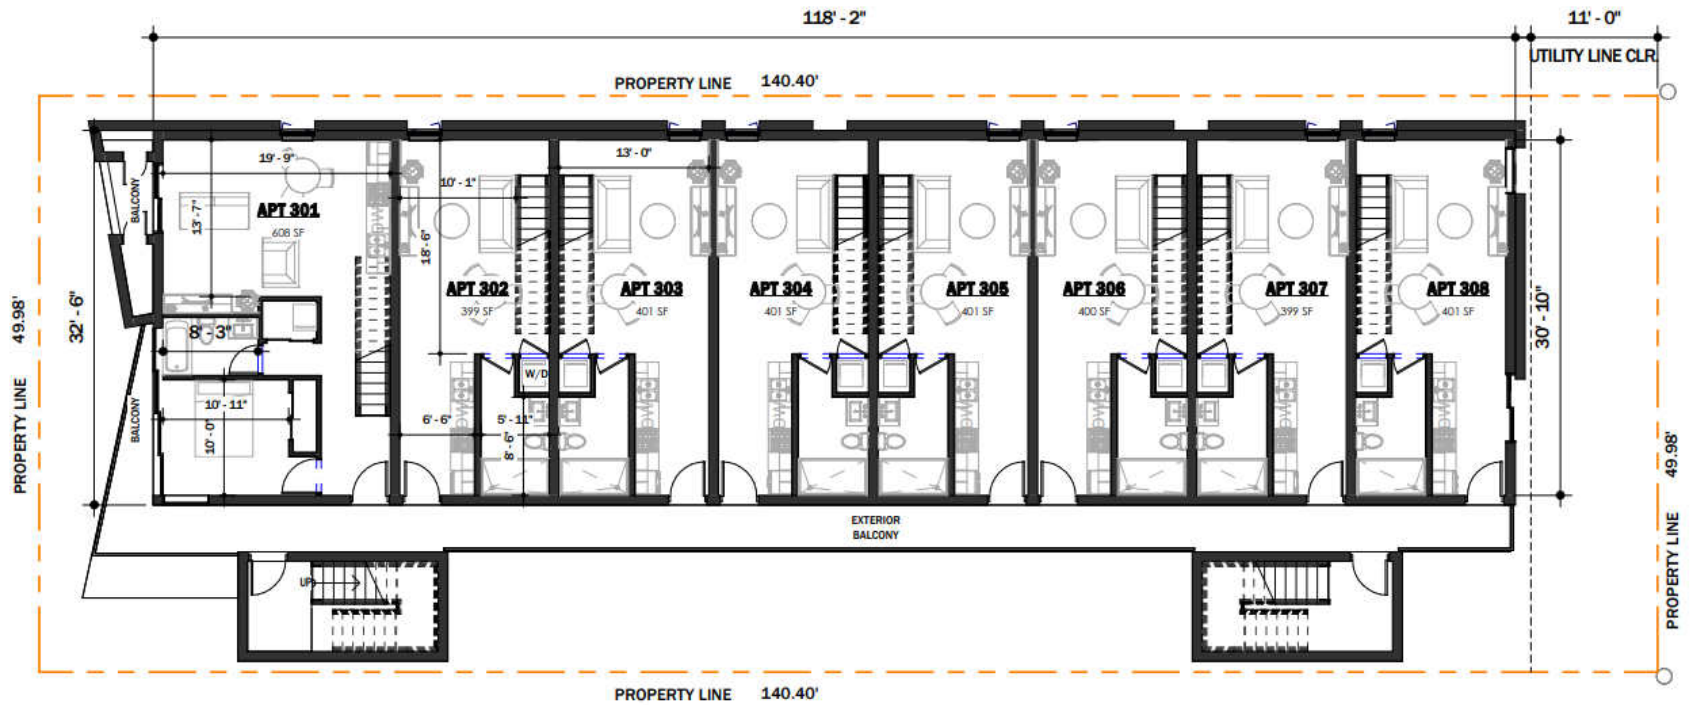 118' - 2"
11' - 0"
UTILITY LINE CLR.
PROPERTY LINE 140.40'
BALCONY
19' - 9"
13' - 7"
APT 301
608 SF
10' - 1"
18' - 6"
13' - 0"
APT 302
399 SF
APT 303
401 SF
APT 304
401 SF
APT 305
401 SF
APT 306
400 SF
APT 307
399 SF
APT 308
401 SF
PROPERTY LINE 49.98'
32' - 6"
30' - 10"
8' - 3"
W/D
BALCONY
10' - 11"
10' - 0"
6' - 6"
5' - 11"
8' - 6"
PROPERTY LINE 49.98'
EXTERIOR
BALCONY
UP
PROPERTY LINE 140.40'